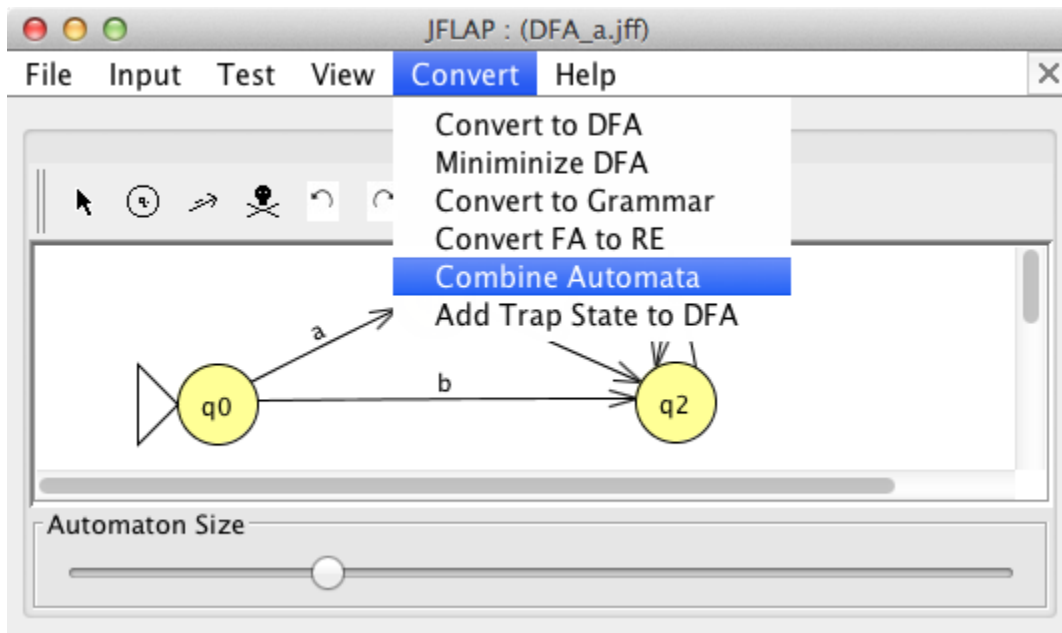 JFLAP : (DFA_a.jff)
File Input Test View Convert Help
Convert to DFA
Miniminize DFA
Convert to Grammar
Convert FA to RE
Combine Automata
Add Trap State to DFA
a
b
q0
q2
Automaton Size